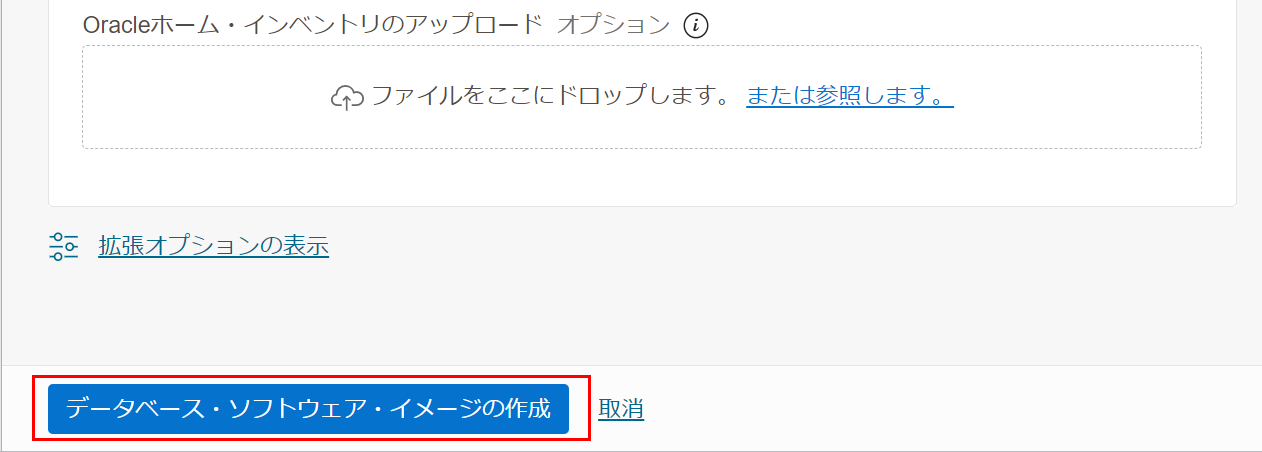 Oracleホーム・インベントリのアップロード オプション
ファイルをここにドロップします。 または参照します。
拡張オプションの表示
データベース・ソフトウェア・イメージの作成 取消